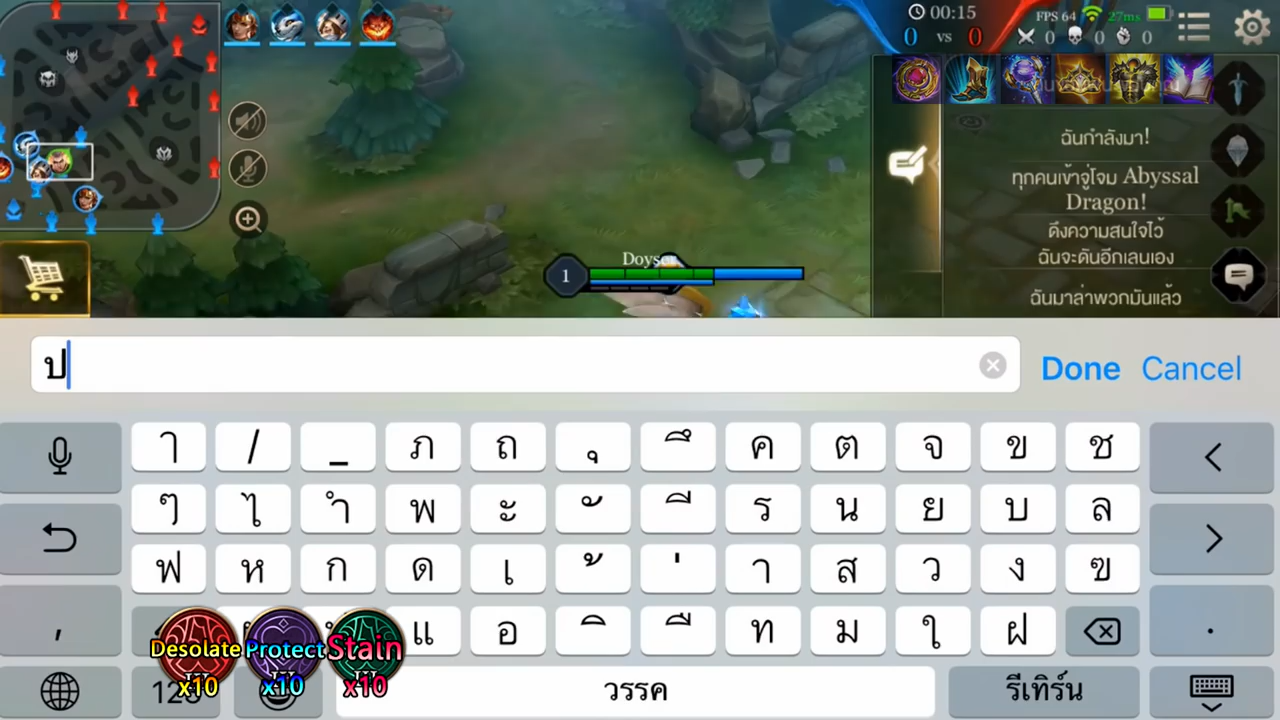 00:15
FPS 64
27ms
0 vs 0
0
0
0
ฉันกำลังมา!
ทุกคนเข้าจู่โจม Abyssal
Dragon!
ดึงความสนใจไว้
ฉันจะดันอีกเลนเอง
ฉันมาล่าพวกมันแล้ว
Doyser
1
ป
Done
Cancel
ๅ / _ ภ ถ ุ ึ ค ต จ ข ช
ๆ ไ ำ พ ะ ั ี ร น ย บ ล
ฟ ห ก ด เ ้ ่ า ส ว ง ฃ
, แ อ ิ ื ท ม ใ ฝ .
Desolate
x10
Protect
x10
Stain
x10
วรรค
รีเทิร์น